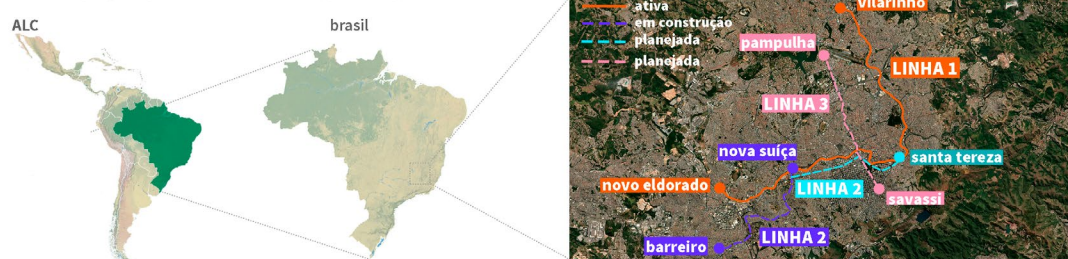 ALC
brasil
ativa
em construção
planejada
planejada
vilarinho
pampulha
LINHA 1
LINHA 3
nova suíça
santa tereza
novo eldorado
LINHA 2
savassi
LINHA 2
barreiro